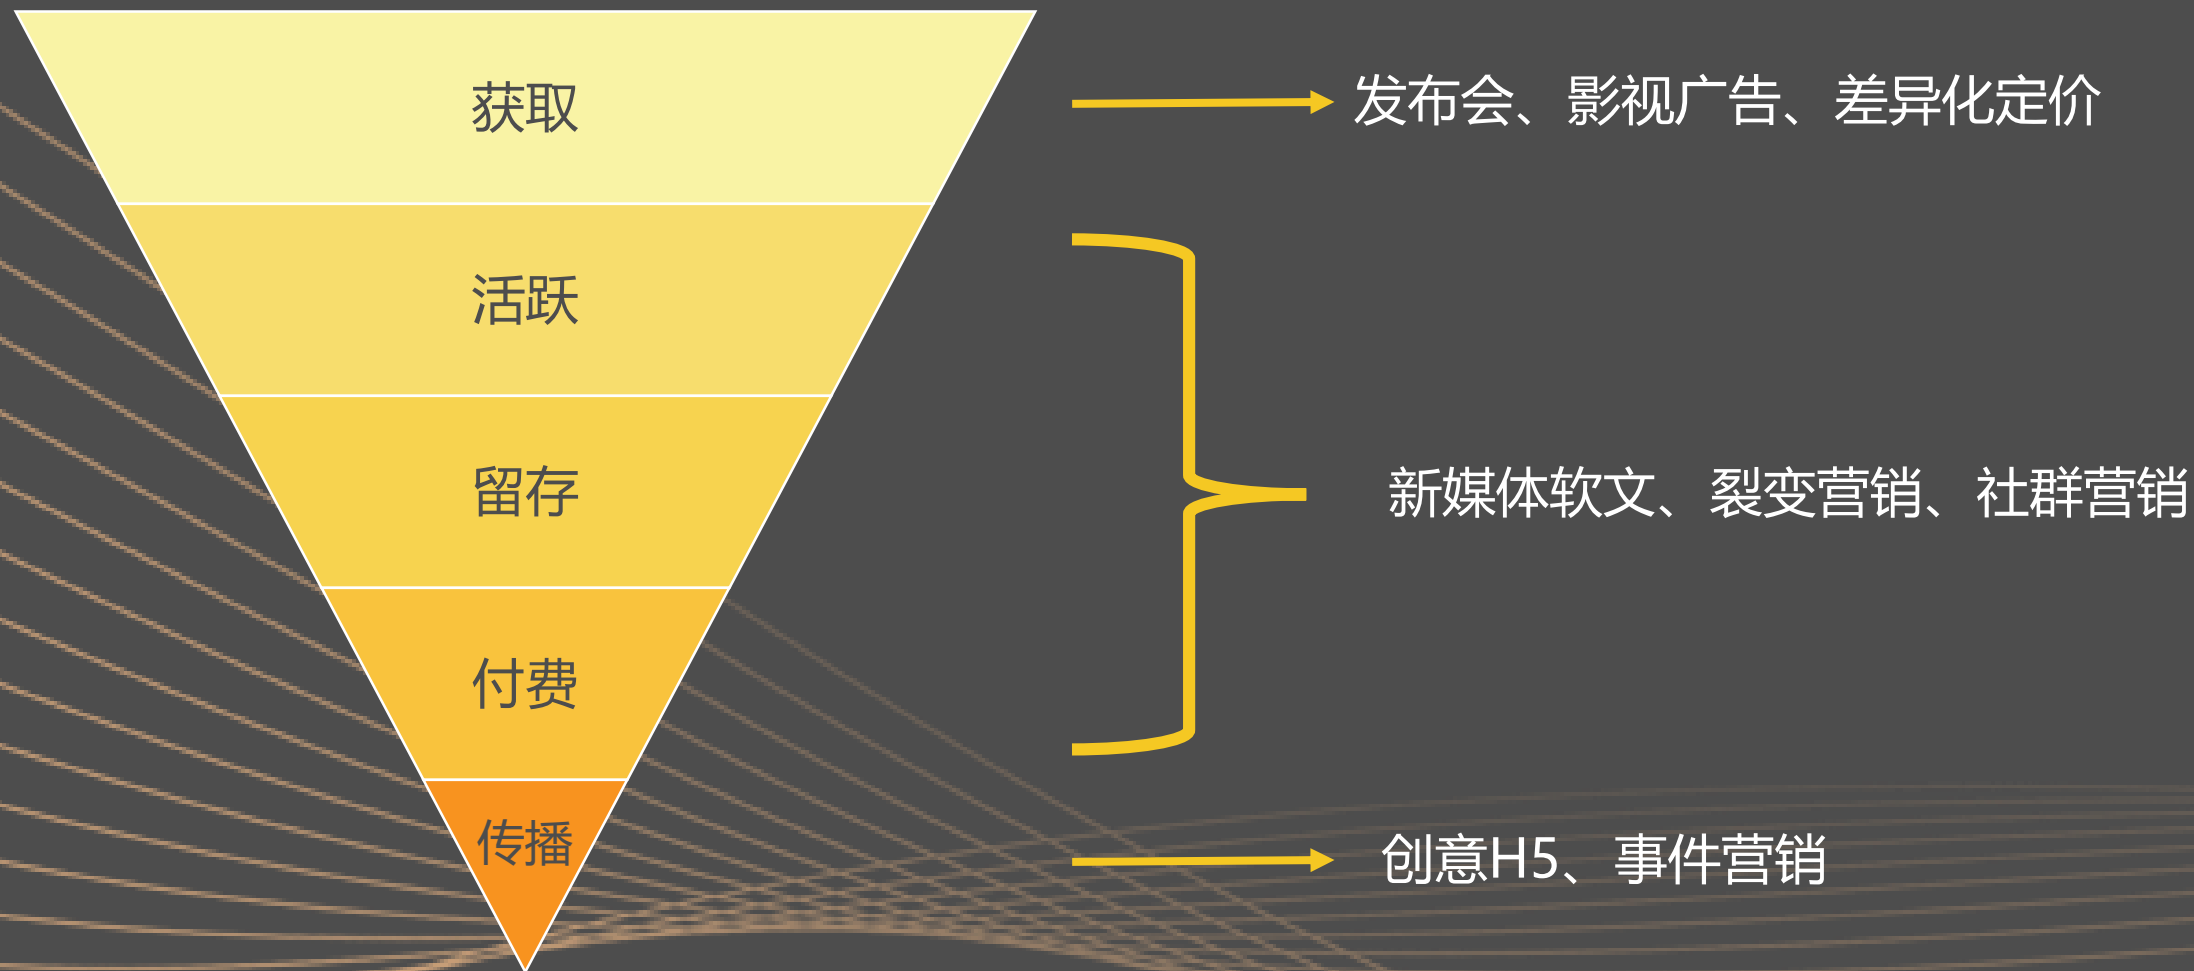 获取
发布会、影视广告、差异化定价
活跃
留存
新媒体软文、裂变营销、社群营销
付费
传播
创意H5、事件营销